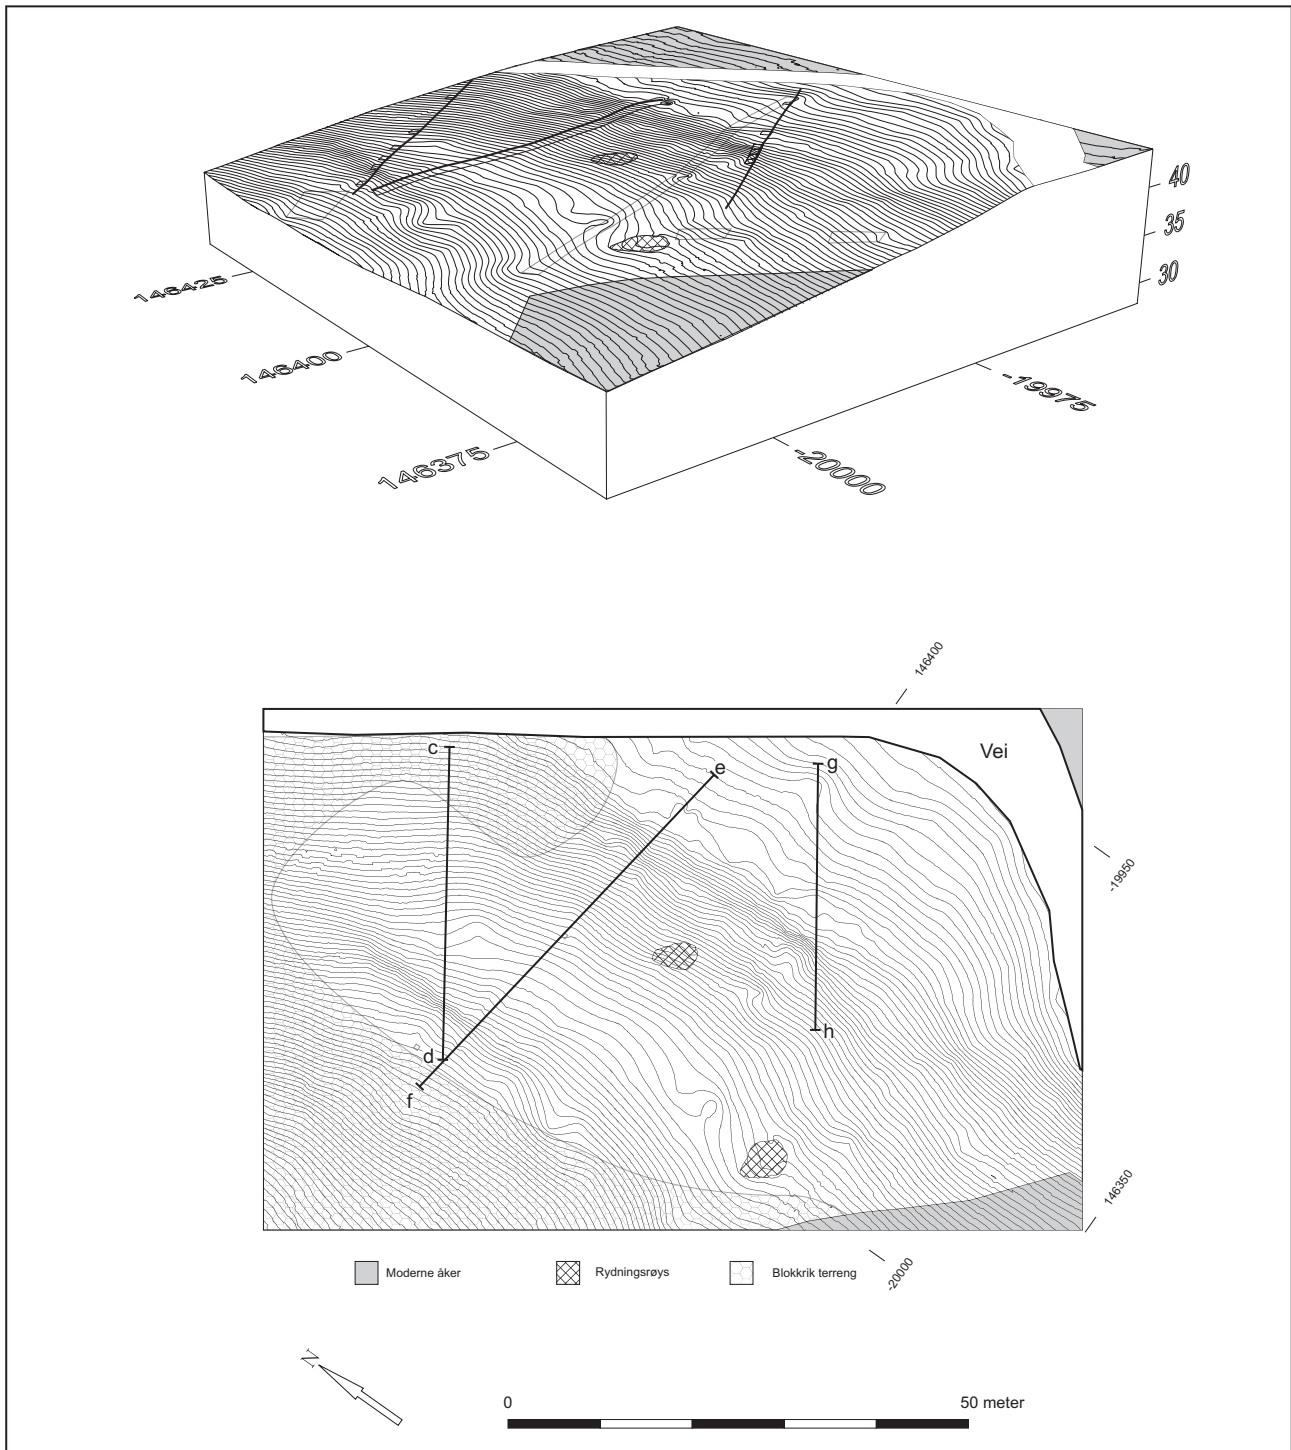 40
35
30
146425
146400
146375
-19975
-20000
146400
Vei
c
e
g
-19950
h
d
f
146350
-20000
Moderne åker
Rydningsrøys
Blokkrik terreng
N
0
50 meter